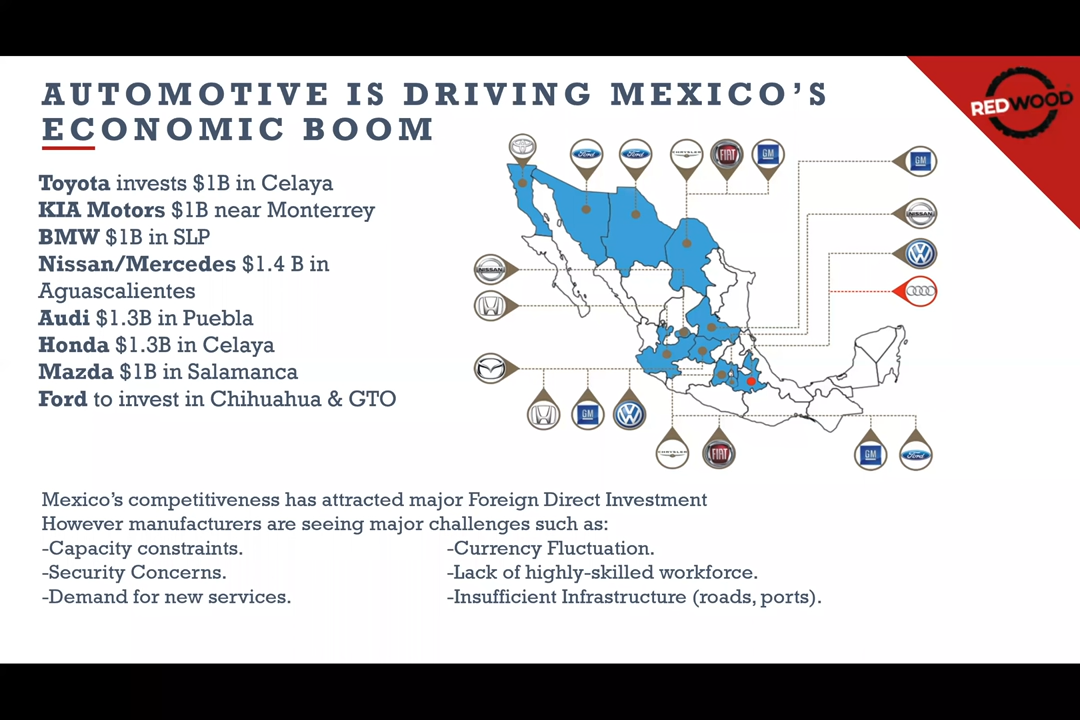 AUTOMOTIVE IS DRIVING MEXICO'S
ECONOMIC BOOM
REDWOOD
Toyota invests $1B in Celaya
KIA Motors $1B near Monterrey
BMW $1B in SLP
Nissan/Mercedes $1.4 B in
Aguascalientes
Audi $1.3B in Puebla
Honda $1.3B in Celaya
Mazda $1B in Salamanca
Ford to invest in Chihuahua & GTO
Ford
Ford
CHRYSLER
FIAT
GM
GM
NISSAN
NISSAN
GM
FIAT
GM
Ford
Mexico's competitiveness has attracted major Foreign Direct Investment
However manufacturers are seeing major challenges such as:
-Capacity constraints.
-Security Concerns.
-Demand for new services.
-Currency Fluctuation.
-Lack of highly-skilled workforce.
-Insufficient Infrastructure (roads, ports).